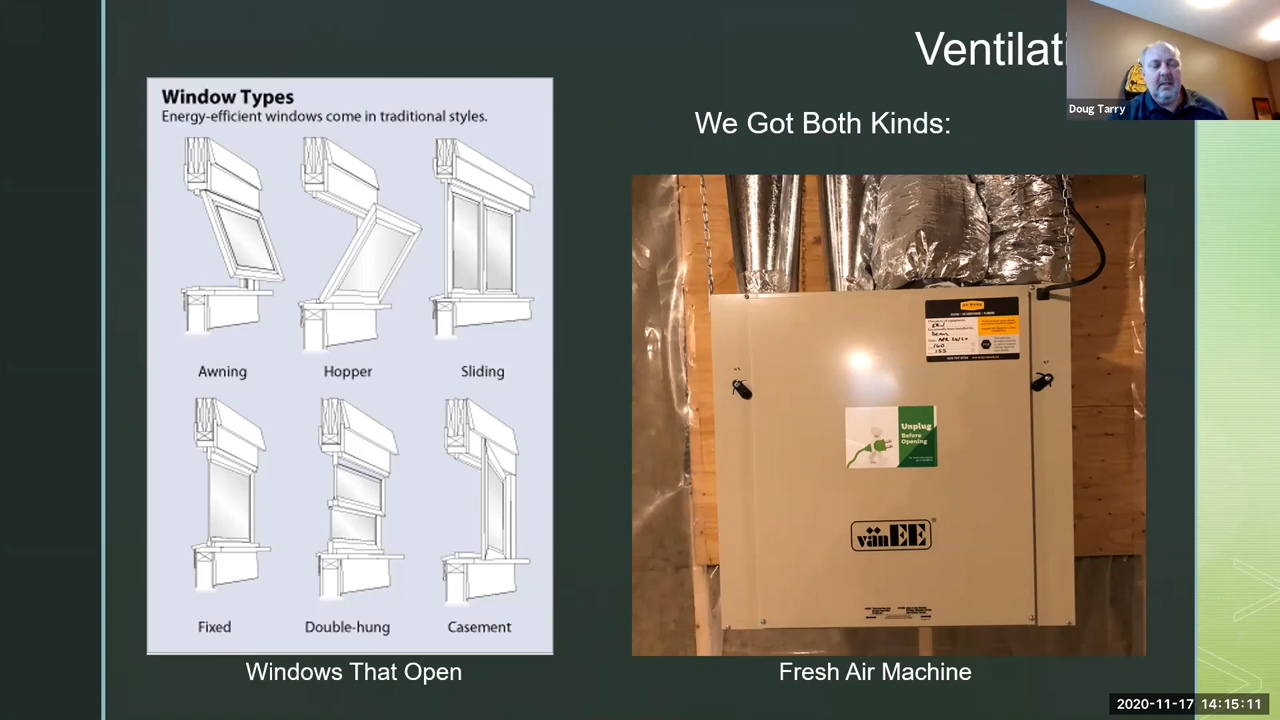 Ventilati
Doug Tarry
We Got Both Kinds:
Window Types
Energy-efficient windows come in traditional styles.
Awning
Hopper
Sliding
Fixed
Double-hung
Casement
Windows That Open
Unplug
Before
Opening
vänEE
Fresh Air Machine
2020-11-17 14:15:11